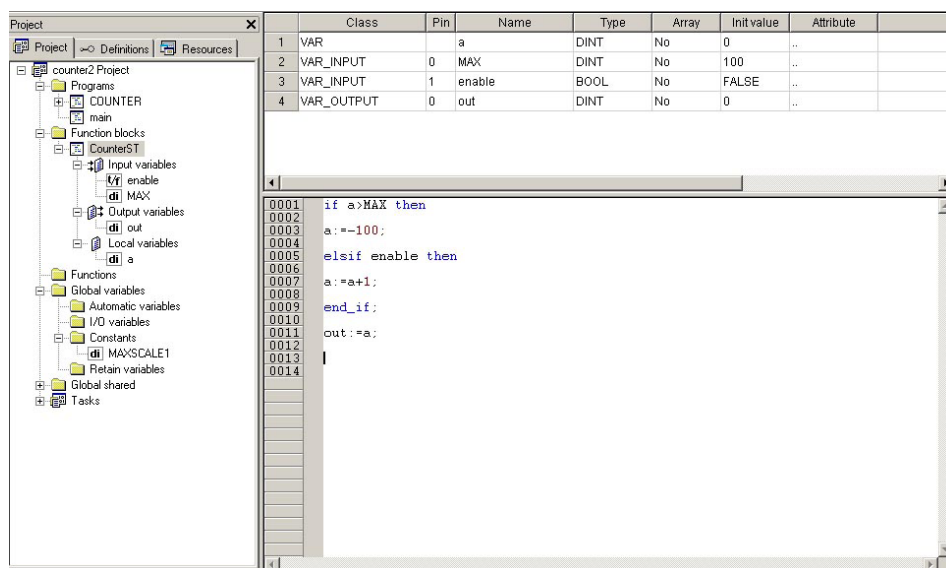 Project
Project Definitions Resources
counter2 Project
Programs
COUNTER
main
Function blocks
CounterST
Input variables
t/f enable
di MAX
Output variables
di out
Local variables
di a
Functions
Global variables
Automatic variables
I/O variables
Constants
di MAXSCALE1
Retain variables
Global shared
Tasks
Class Pin Name Type Array Init value Attribute
1 VAR a DINT No 0 ..
2 VAR_INPUT 0 MAX DINT No 100 ..
3 VAR_INPUT 1 enable BOOL No FALSE ..
4 VAR_OUTPUT 0 out DINT No 0 ..
0001 if a>MAX then
0002
0003 a:=-100;
0004
0005 elsif enable then
0006
0007 a:=a+1;
0008
0009 end_if;
0010
0011 out:=a;
0012
0013
0014